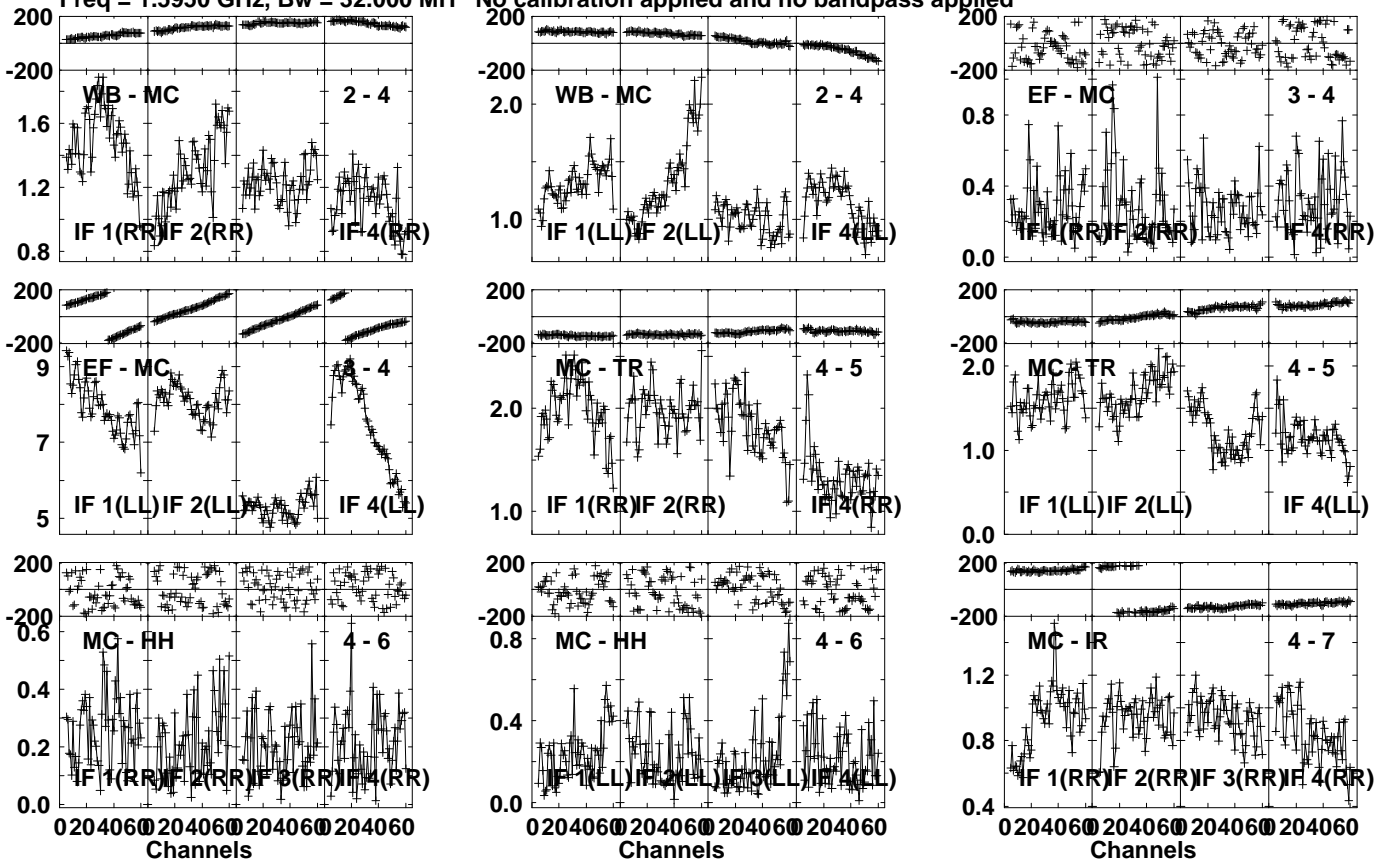 Freq = 1.5950 GHz, Bw = 32.000 MH No calibration applied and no bandpass applied
200
-200
WB - MC 2 - 4
1.6
1.2
0.8
IF 1(RR) IF 2(RR) IF 4(RR)
200
-200
WB - MC 2 - 4
2.0
1.0
IF 1(LL) IF 2(LL) IF 4(LL)
200
-200
EF - MC 3 - 4
0.8
0.4
0.0
IF 1(RR) IF 2(RR) IF 4(RR)
200
-200
EF - MC 3 - 4
9
7
5
IF 1(LL) IF 2(LL) IF 4(LL)
200
-200
MC - TR 4 - 5
2.0
1.0
IF 1(RR) IF 2(RR) IF 4(RR)
200
-200
MC - TR 4 - 5
2.0
1.0
0.0
IF 1(LL) IF 2(LL) IF 4(LL)
200
-200
MC - HH 4 - 6
0.6
0.4
0.2
0.0
IF 1(RR) IF 2(RR) IF 3(RR) IF 4(RR)
0 20 40 60 0 20 40 60 0 20 40 60 0 20 40 60
Channels
200
-200
MC - HH 4 - 6
0.8
0.4
0.0
IF 1(LL) IF 2(LL) IF 3(LL) IF 4(LL)
0 20 40 60 0 20 40 60 0 20 40 60 0 20 40 60
Channels
200
-200
MC - IR 4 - 7
1.2
0.8
0.4
IF 1(RR) IF 2(RR) IF 3(RR) IF 4(RR)
0 20 40 60 0 20 40 60 0 20 40 60 0 20 40 60
Channels